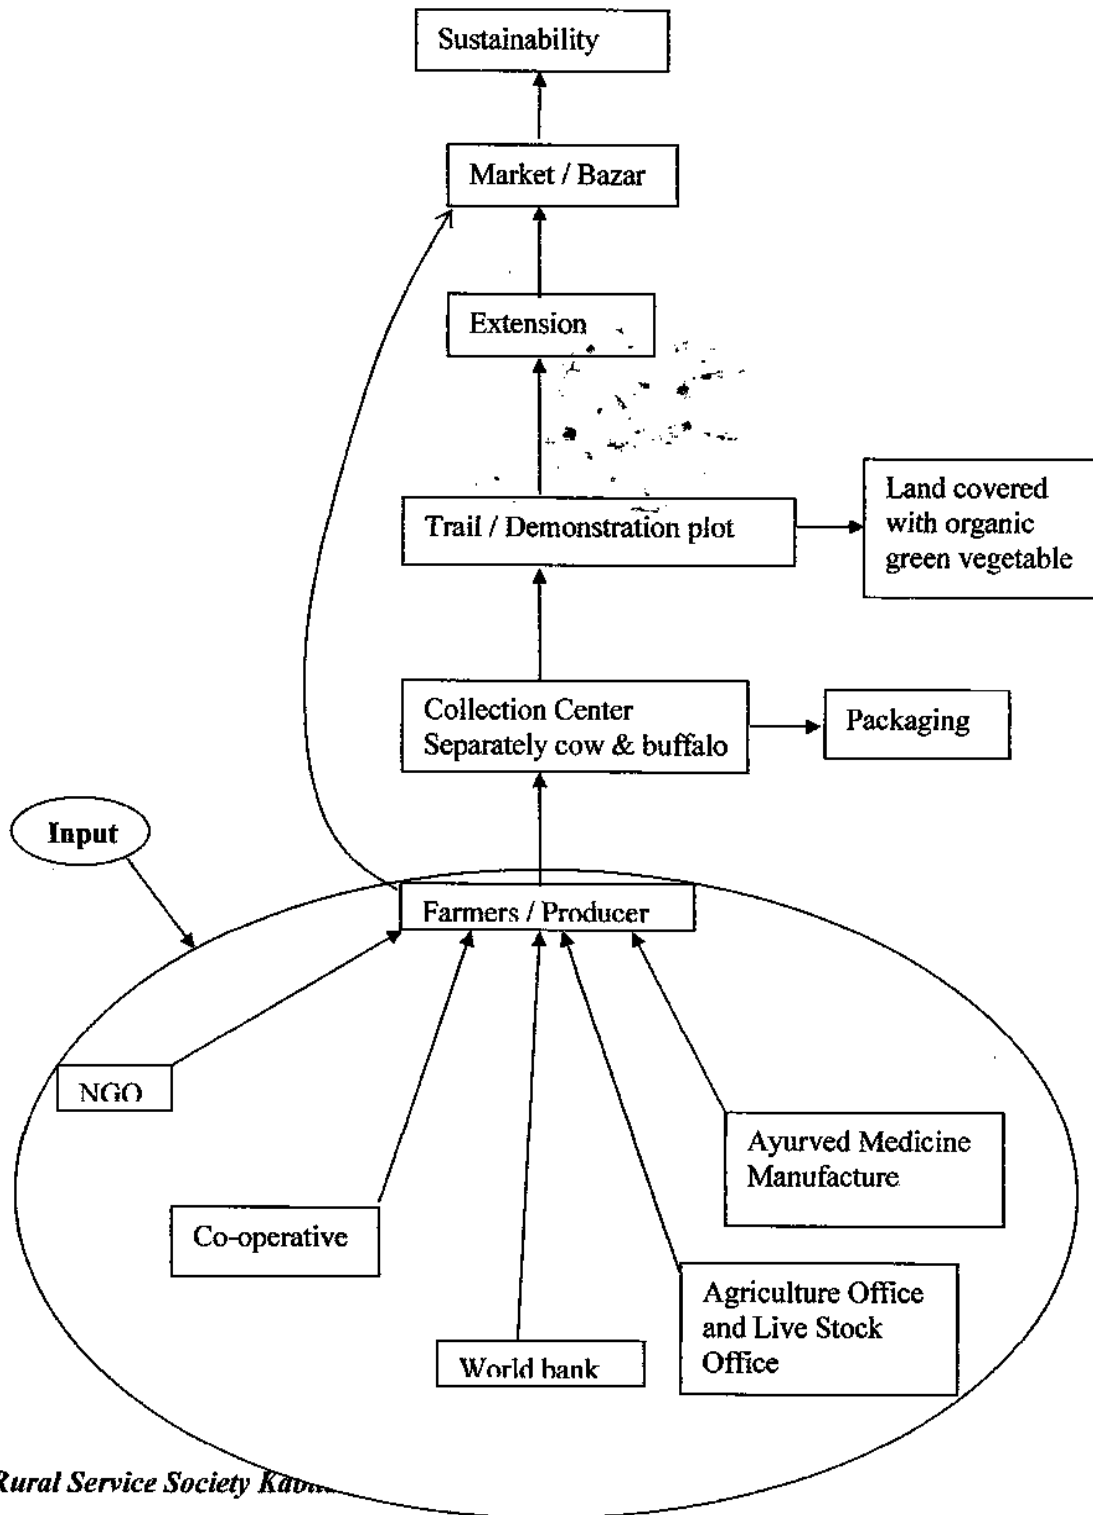 Sustainability
Market / Bazar
Extension
Trail / Demonstration plot
Land covered
with organic
green vegetable
Collection Center
Separately cow & buffalo
Packaging
Input
Farmers / Producer
NGO
Ayurved Medicine
Manufacture
Co-operative
Agriculture Office
and Live Stock
Office
World bank
Rural Service Society